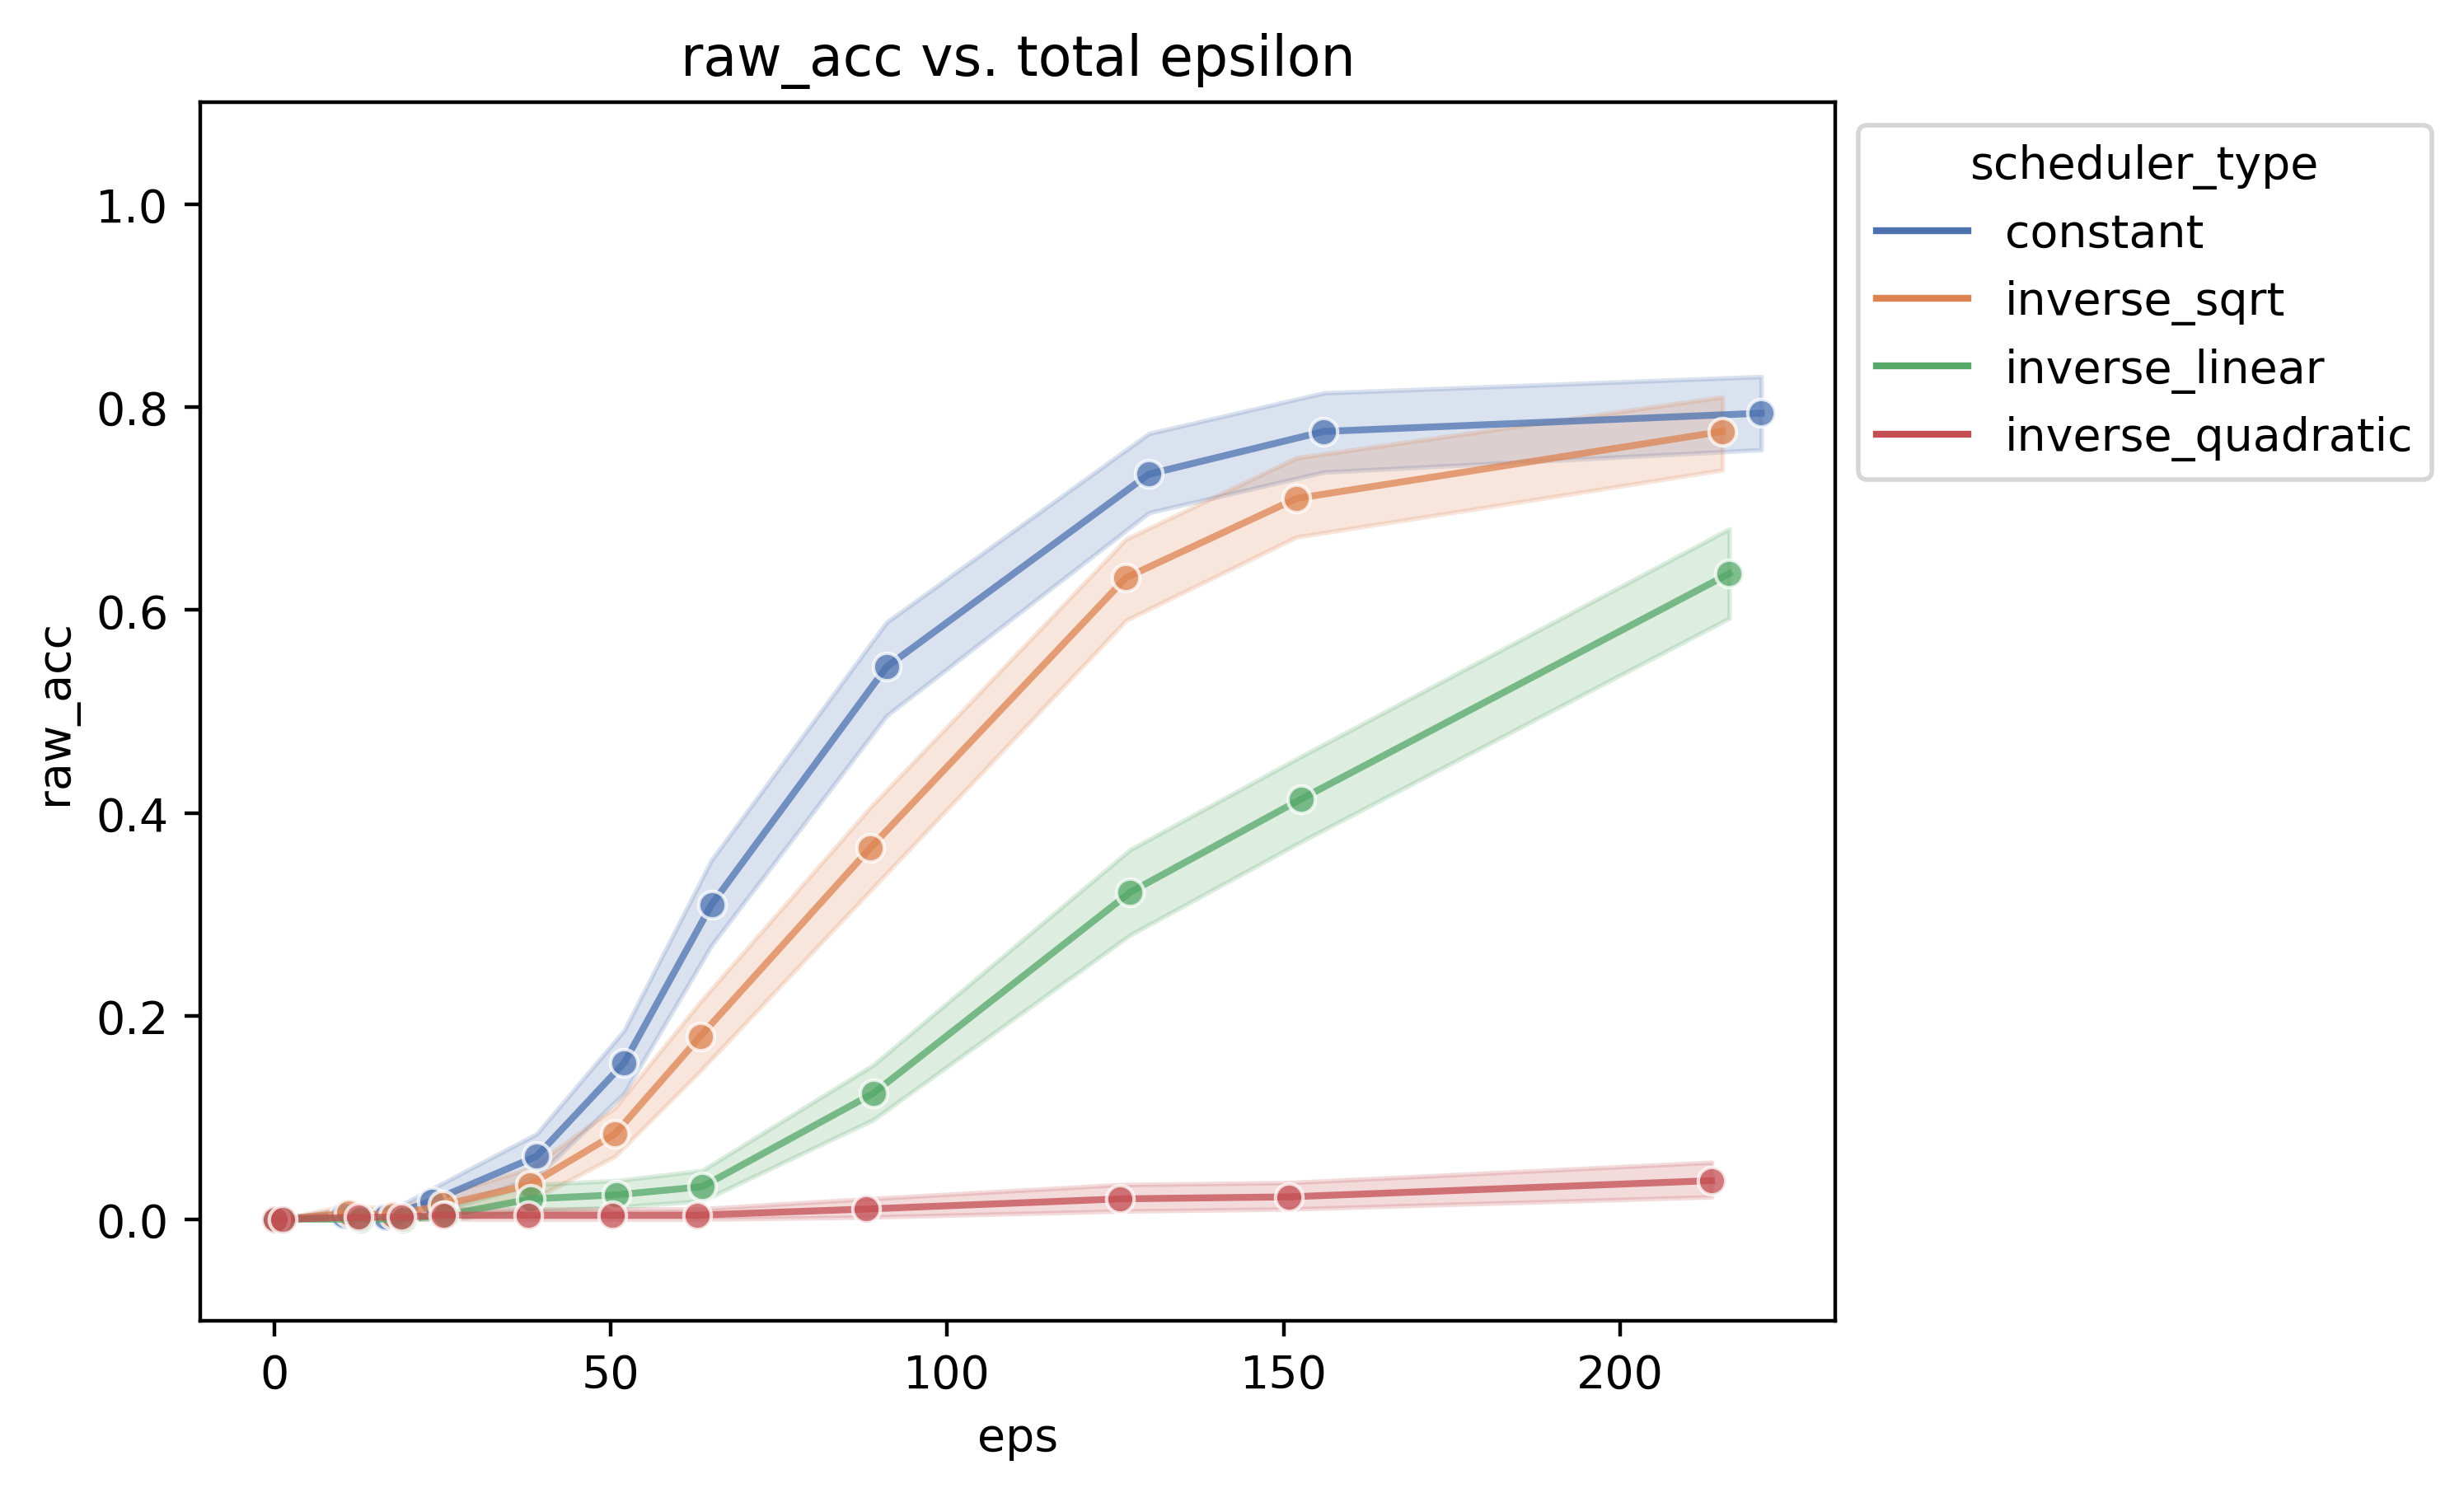 raw_acc vs. total epsilon
scheduler_type
constant
inverse_sqrt
inverse_linear
inverse_quadratic
raw_acc
1.0
0.8
0.6
0.4
0.2
0.0
0
50
100
150
200
eps